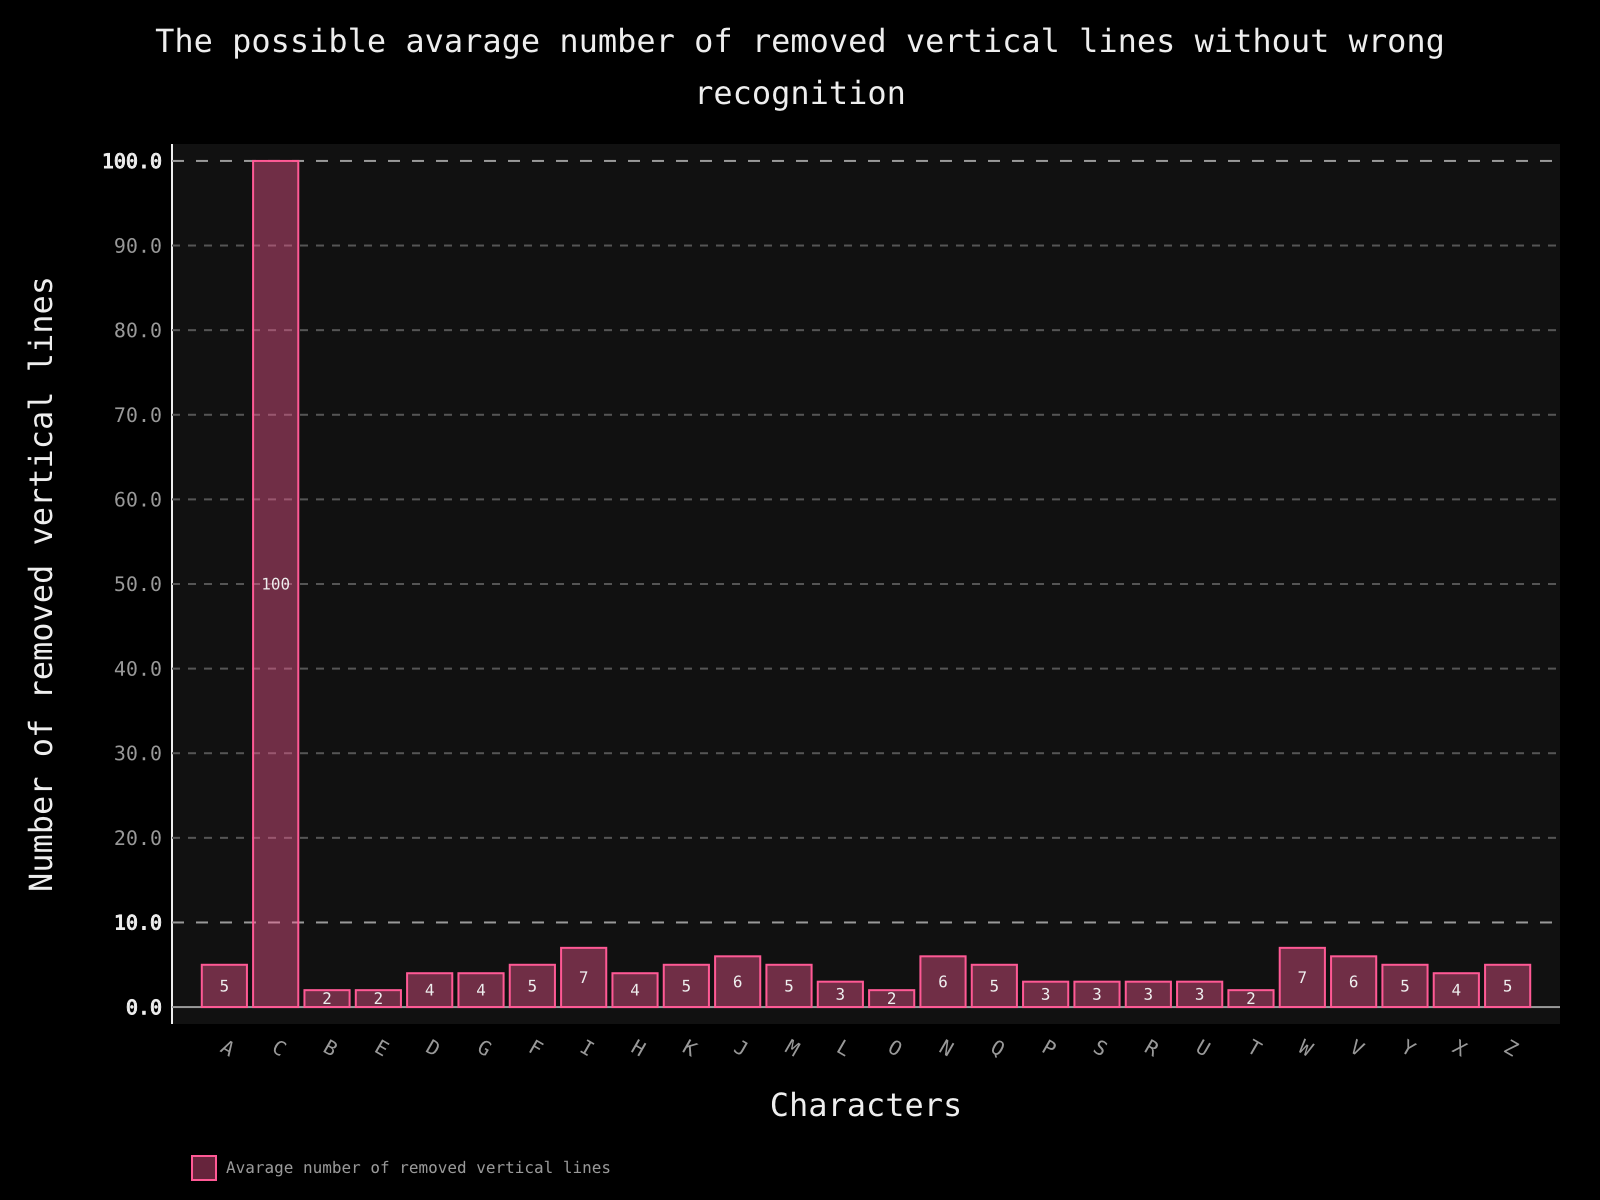 The possible avarage number of removed vertical lines without wrong
recognition
Number of removed vertical lines
100.0
90.0
80.0
70.0
60.0
50.0
40.0
30.0
20.0
10.0
0.0
5 100 2 2 4 4 5 7 4 5 6 5 3 2 6 5 3 3 3 3 2 7 6 5 4 5
A C B E D G F I H K J M L O N Q P S R U T W V Y X Z
Characters
Avarage number of removed vertical lines